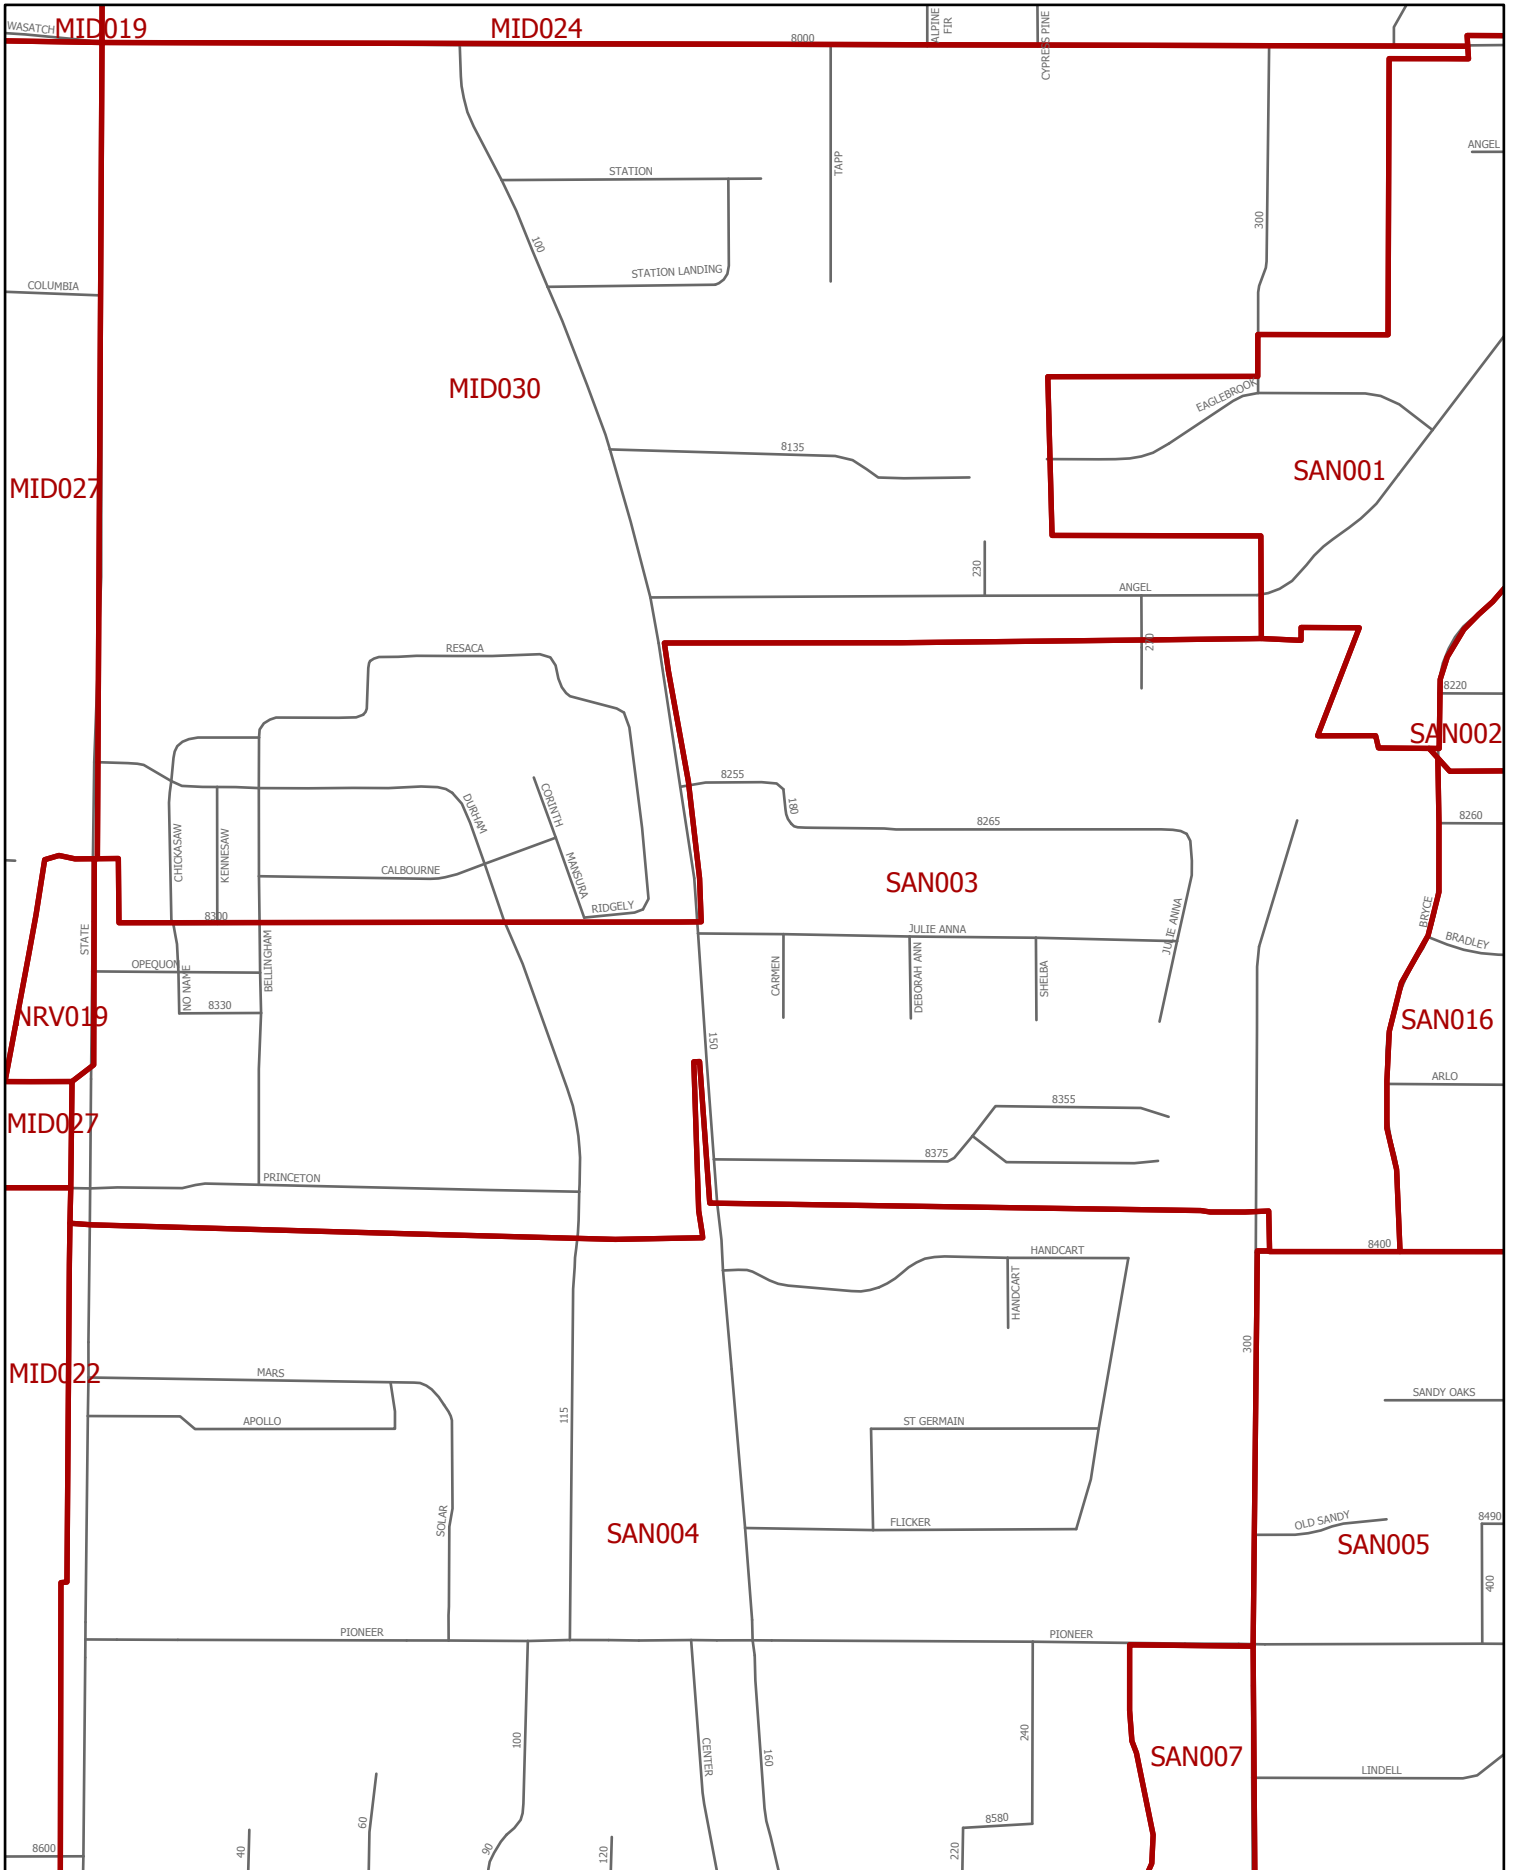 WASATCH
MID019
MID024
8000
ALPINE
FIR
CYPRESS PINE
ANGEL
STATION
TAPP
300
100
STATION LANDING
COLUMBIA
MID030
EAGLEBROOK
8135
SAN001
MID027
230
ANGEL
270
RESACA
8220
SAN002
8255
180
8265
8260
DURHAM
CORINTH
CHICKASAW
KENNESAW
CALBOURNE
MANSURA
RIDGELY
SAN003
8300
STATE
BELLINGHAM
JULIE ANNA
JULIE ANNA
BRYCE
BRADLEY
OPEQUON
NO NAME
CARMEN
DEBORAH ANN
SHELBA
8330
NRV019
SAN016
150
ARLO
8355
MID027
8375
PRINCETON
8400
HANDCART
HANDCART
300
MID022
MARS
APOLLO
115
ST GERMAIN
SANDY OAKS
SOLAR
SAN004
FLICKER
OLD SANDY
8490
SAN005
400
PIONEER
PIONEER
100
CENTER
160
240
SAN007
LINDELL
60
8580
8600
40
90
120
220